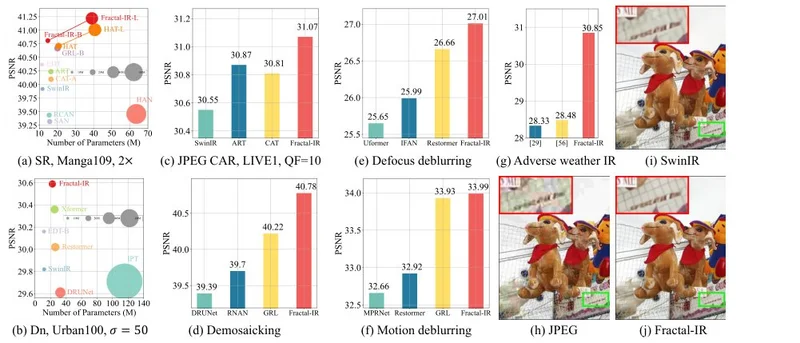 PSNR
41.25
41.00
40.75
40.50
40.25
40.00
39.75
39.50
39.25
10 20 30 40 50 60 70
Number of Parameters (M)
Fractal-IR-L
Fractal-IR-B
HAT-L
HAT
GRL-B
EDT
ART
CAT-A
SwinIR
HAN
RCAN
SAN
(a) SR, Manga109, 2×
PSNR
31.2
31.0
30.8
30.6
30.4
30.55
30.87
30.81
31.07
SwinIR ART CAT Fractal-IR
(c) JPEG CAR, LIVE1, QF=10
PSNR
27.0
26.5
26.0
25.5
25.65
25.99
26.66
27.01
Uformer IFAN Restormer Fractal-IR
(e) Defocus deblurring
PSNR
31
30
29
28
28.33
28.48
30.85
[29] [56] Fractal-IR
(g) Adverse weather IR
(i) SwinIR
PSNR
30.6
30.4
30.2
30.0
29.8
29.6
0 20 40 60 80 100 120 140
Number of Parameters (M)
Fractal-IR
Xformer
EDT-B
Restormer
SwinIR
IPT
DRUNet
(b) Dn, Urban100, σ = 50
PSNR
40.5
40.0
39.5
39.39
39.7
40.22
40.78
DRUNet RNAN GRL Fractal-IR
(d) Demosaicking
PSNR
34.0
33.5
33.0
32.5
32.66
32.92
33.93
33.99
MPRNet Restormer GRL Fractal-IR
(f) Motion deblurring
(h) JPEG
(j) Fractal-IR